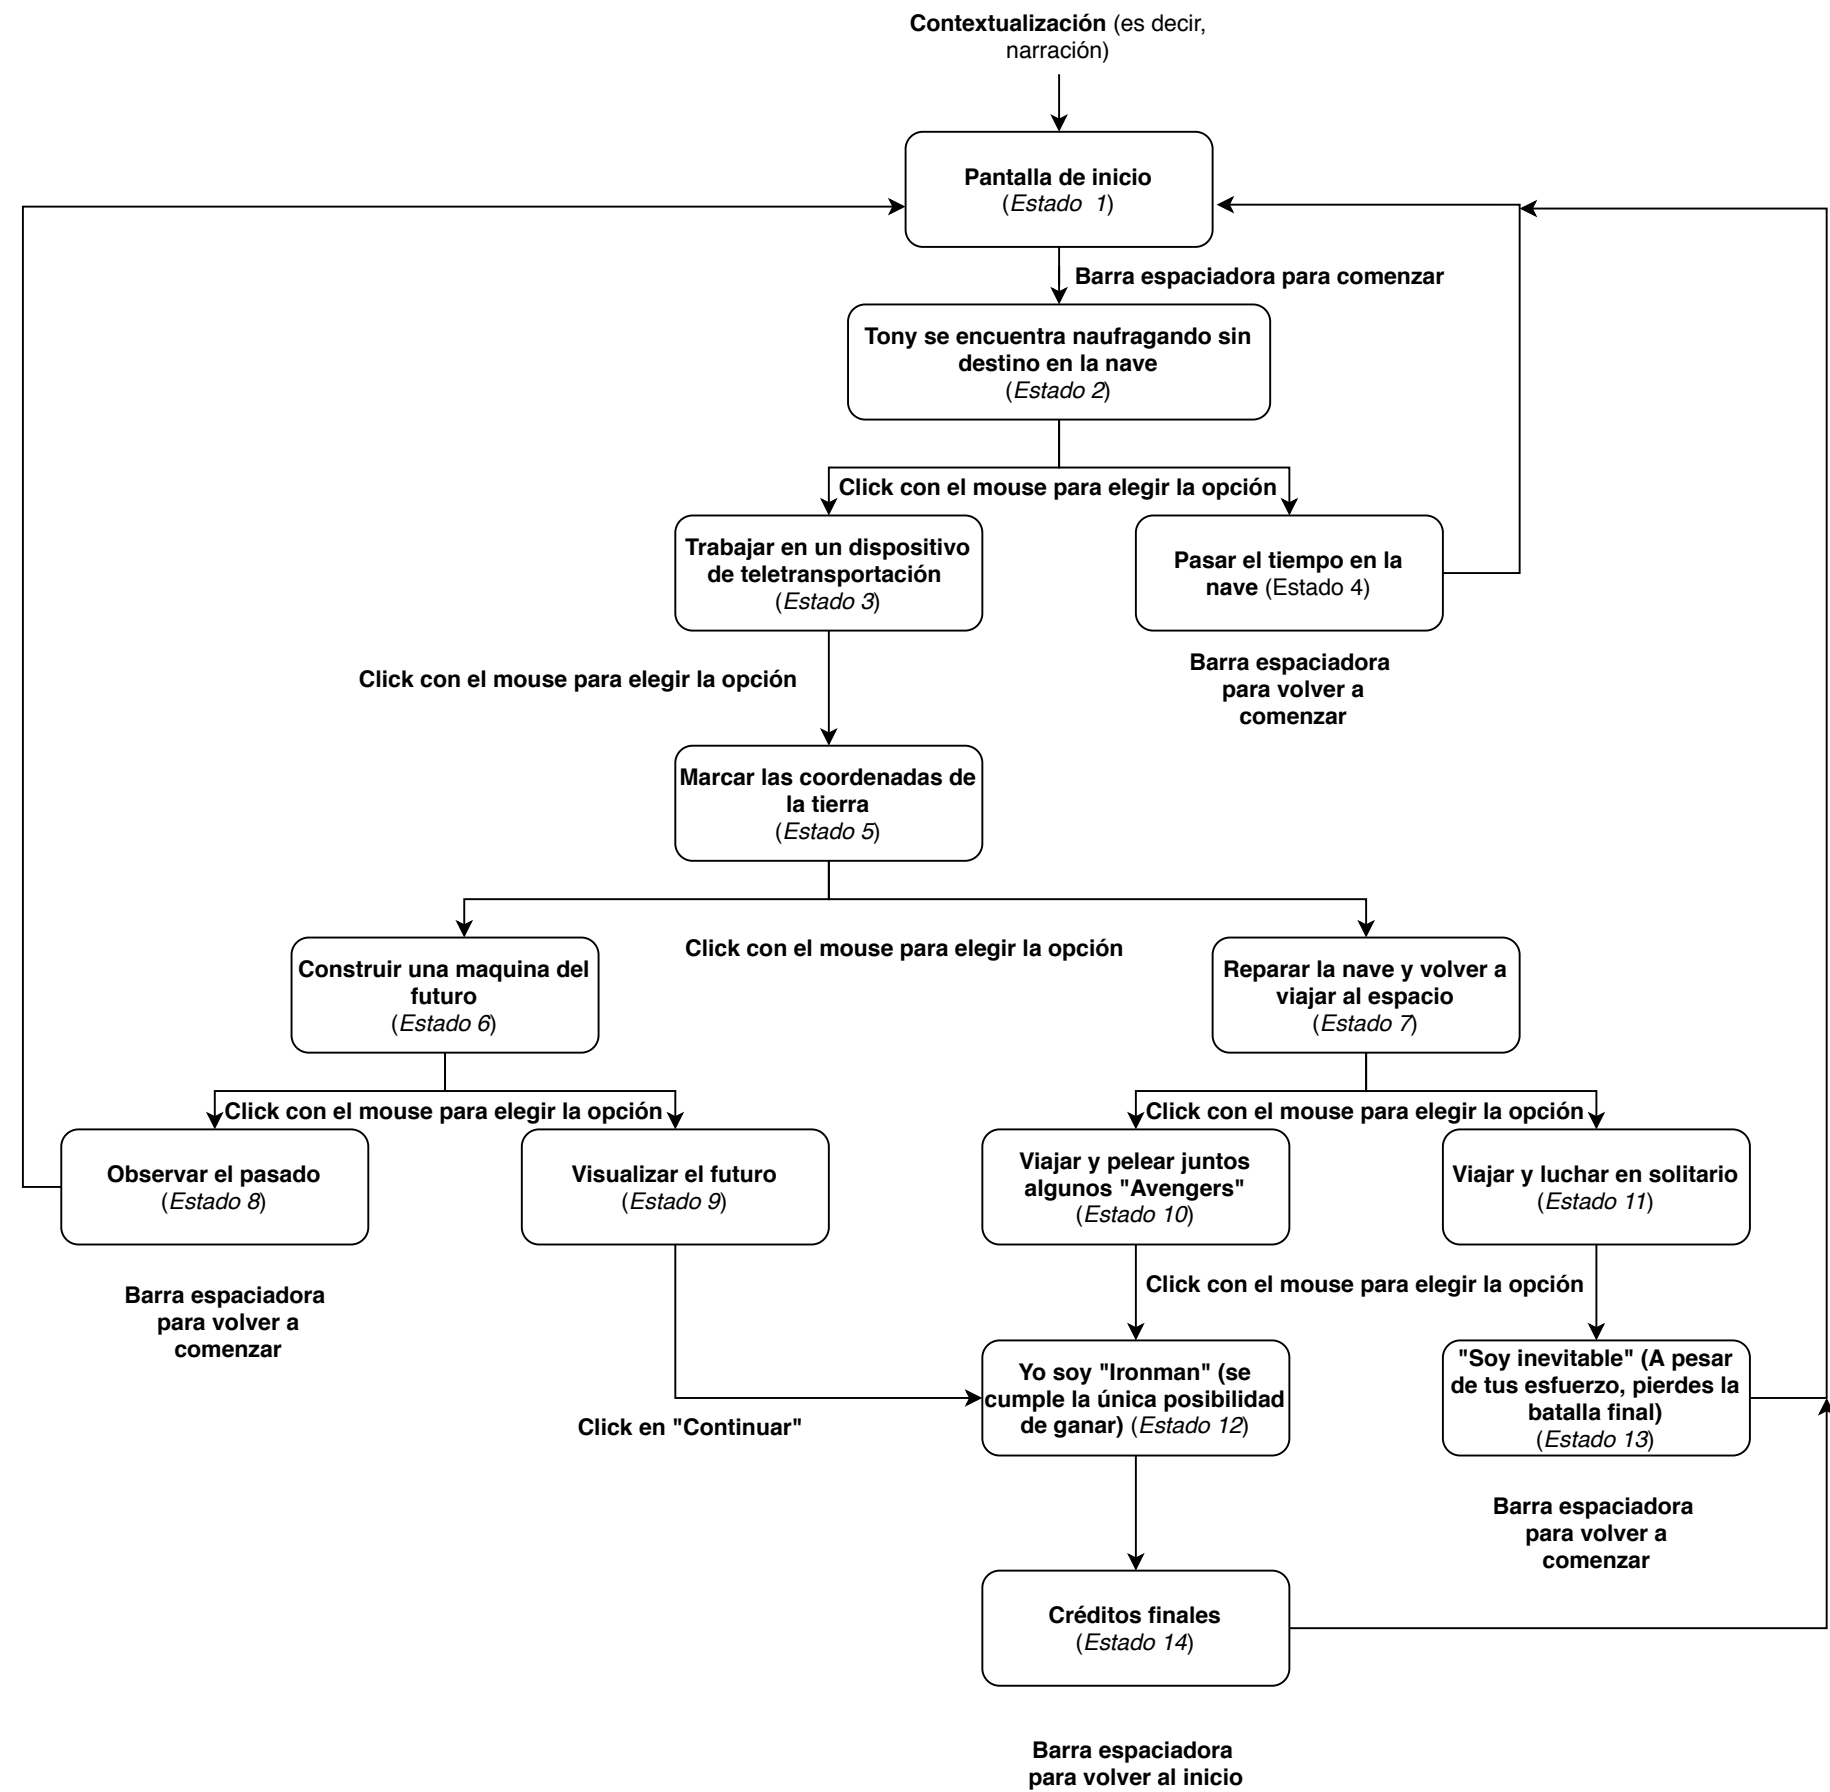 Contextualización (es decir,
narración)
Pantalla de inicio
(Estado 1)
Barra espaciadora para comenzar
Tony se encuentra naufragando sin
destino en la nave
(Estado 2)
Click con el mouse para elegir la opción
Trabajar en un dispositivo
de teletransportación
(Estado 3)
Pasar el tiempo en la
nave (Estado 4)
Click con el mouse para elegir la opción
Barra espaciadora
para volver a
comenzar
Marcar las coordenadas de
la tierra
(Estado 5)
Click con el mouse para elegir la opción
Construir una maquina del
futuro
(Estado 6)
Reparar la nave y volver a
viajar al espacio
(Estado 7)
Click con el mouse para elegir la opción
Click con el mouse para elegir la opción
Observar el pasado
(Estado 8)
Visualizar el futuro
(Estado 9)
Viajar y pelear juntos
algunos "Avengers"
(Estado 10)
Viajar y luchar en solitario
(Estado 11)
Barra espaciadora
para volver a
comenzar
Click con el mouse para elegir la opción
Click en "Continuar"
Yo soy "Ironman" (se
cumple la única posibilidad
de ganar) (Estado 12)
"Soy inevitable" (A pesar
de tus esfuerzo, pierdes la
batalla final)
(Estado 13)
Barra espaciadora
para volver a
comenzar
Créditos finales
(Estado 14)
Barra espaciadora
para volver al inicio